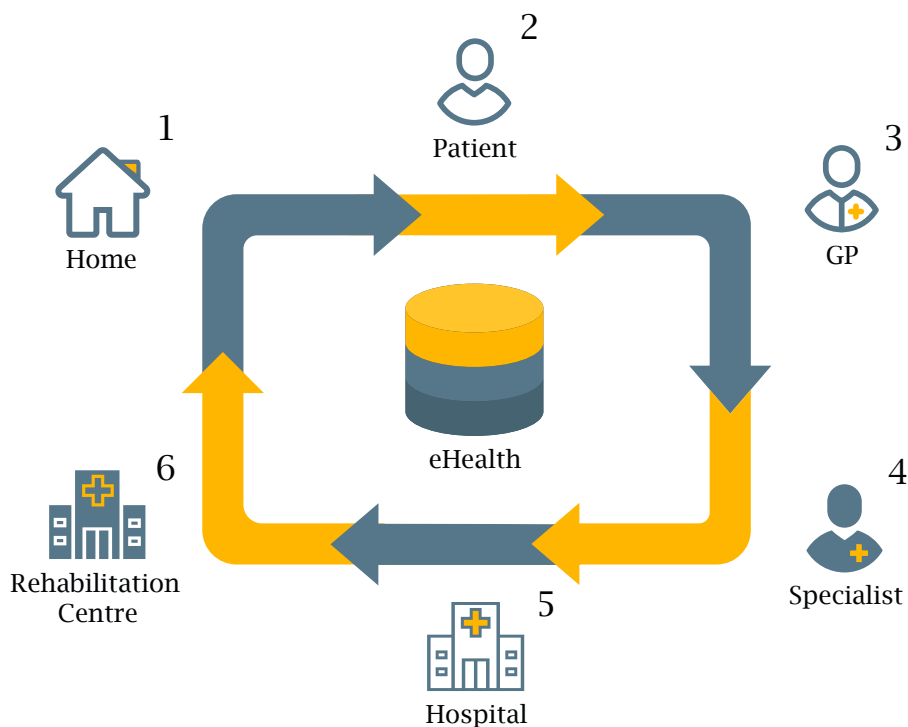 1
Home
2
Patient
3
GP
4
Specialist
5
Hospital
6
Rehabilitation
Centre
eHealth